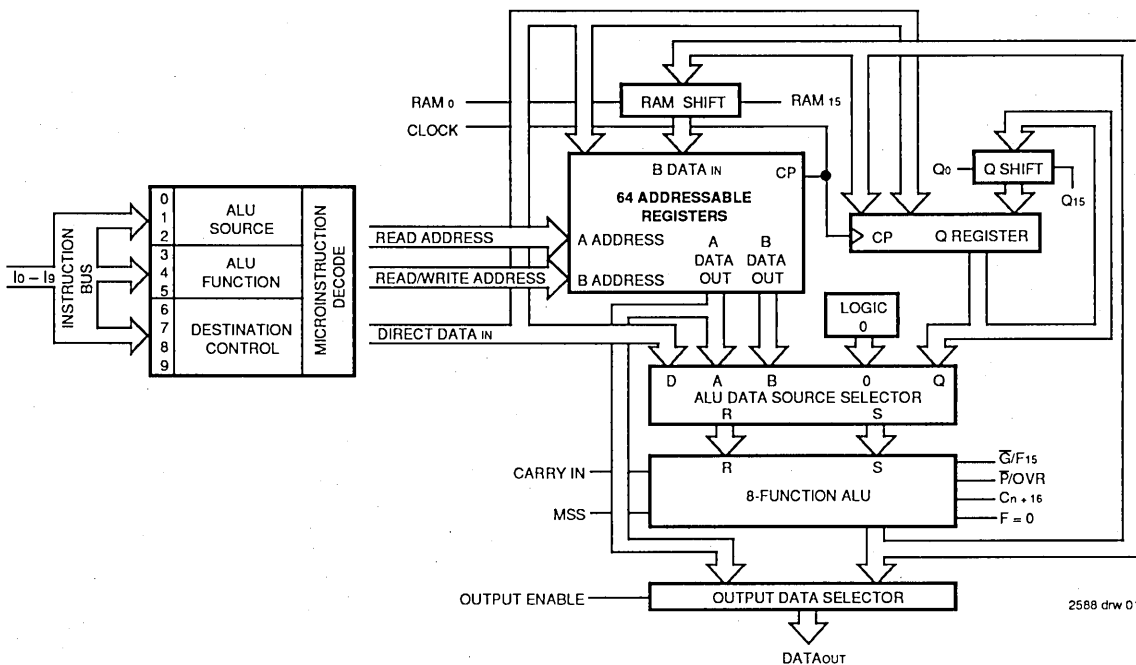 RAM 0
RAM SHIFT
RAM 15
CLOCK
B DATA IN
CP
64 ADDRESSABLE
REGISTERS
A ADDRESS
B ADDRESS
A
DATA
OUT
B
DATA
OUT
Q0
Q SHIFT
Q15
CP
Q REGISTER
I0 – I9
INSTRUCTION
BUS
0
1
2
3
4
5
6
7
8
9
ALU
SOURCE
ALU
FUNCTION
DESTINATION
CONTROL
MICROINSTRUCTION
DECODE
READ ADDRESS
READ/WRITE ADDRESS
DIRECT DATA IN
LOGIC
0
D A B 0 Q
ALU DATA SOURCE SELECTOR
R S
R S
8-FUNCTION ALU
CARRY IN
MSS
G̅/F15
P̅/OVR
Cn + 16
F = 0
OUTPUT ENABLE
OUTPUT DATA SELECTOR
DATAOUT
2588 drw 01